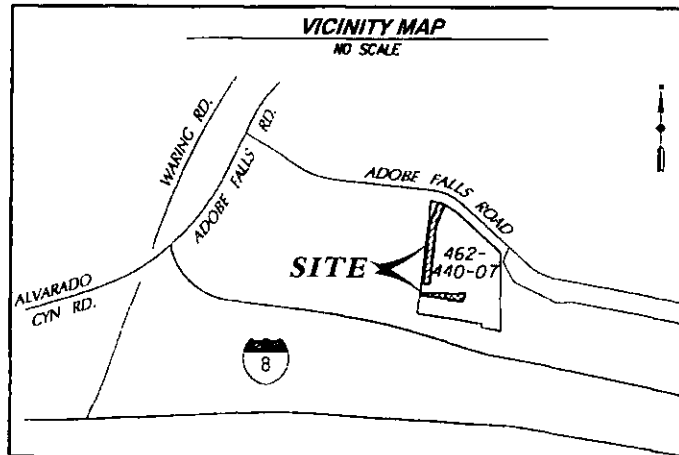 VICINITY MAP
NO SCALE
WARING RD.
ADOBE FALLS RD.
ADOBE FALLS ROAD
SITE
462-
440-07
ALVARADO
CYN RD.
8